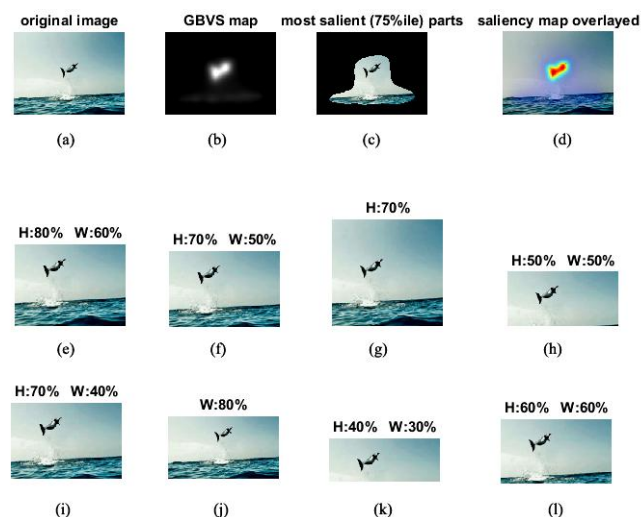 original image GBVS map most salient (75%ile) parts saliency map overlayed
(a) (b) (c) (d)
H:70%
H:80% W:60% H:70% W:50% H:50% W:50%
(e) (f) (g) (h)
H:70% W:40% W:80% H:40% W:30% H:60% W:60%
(i) (j) (k) (l)